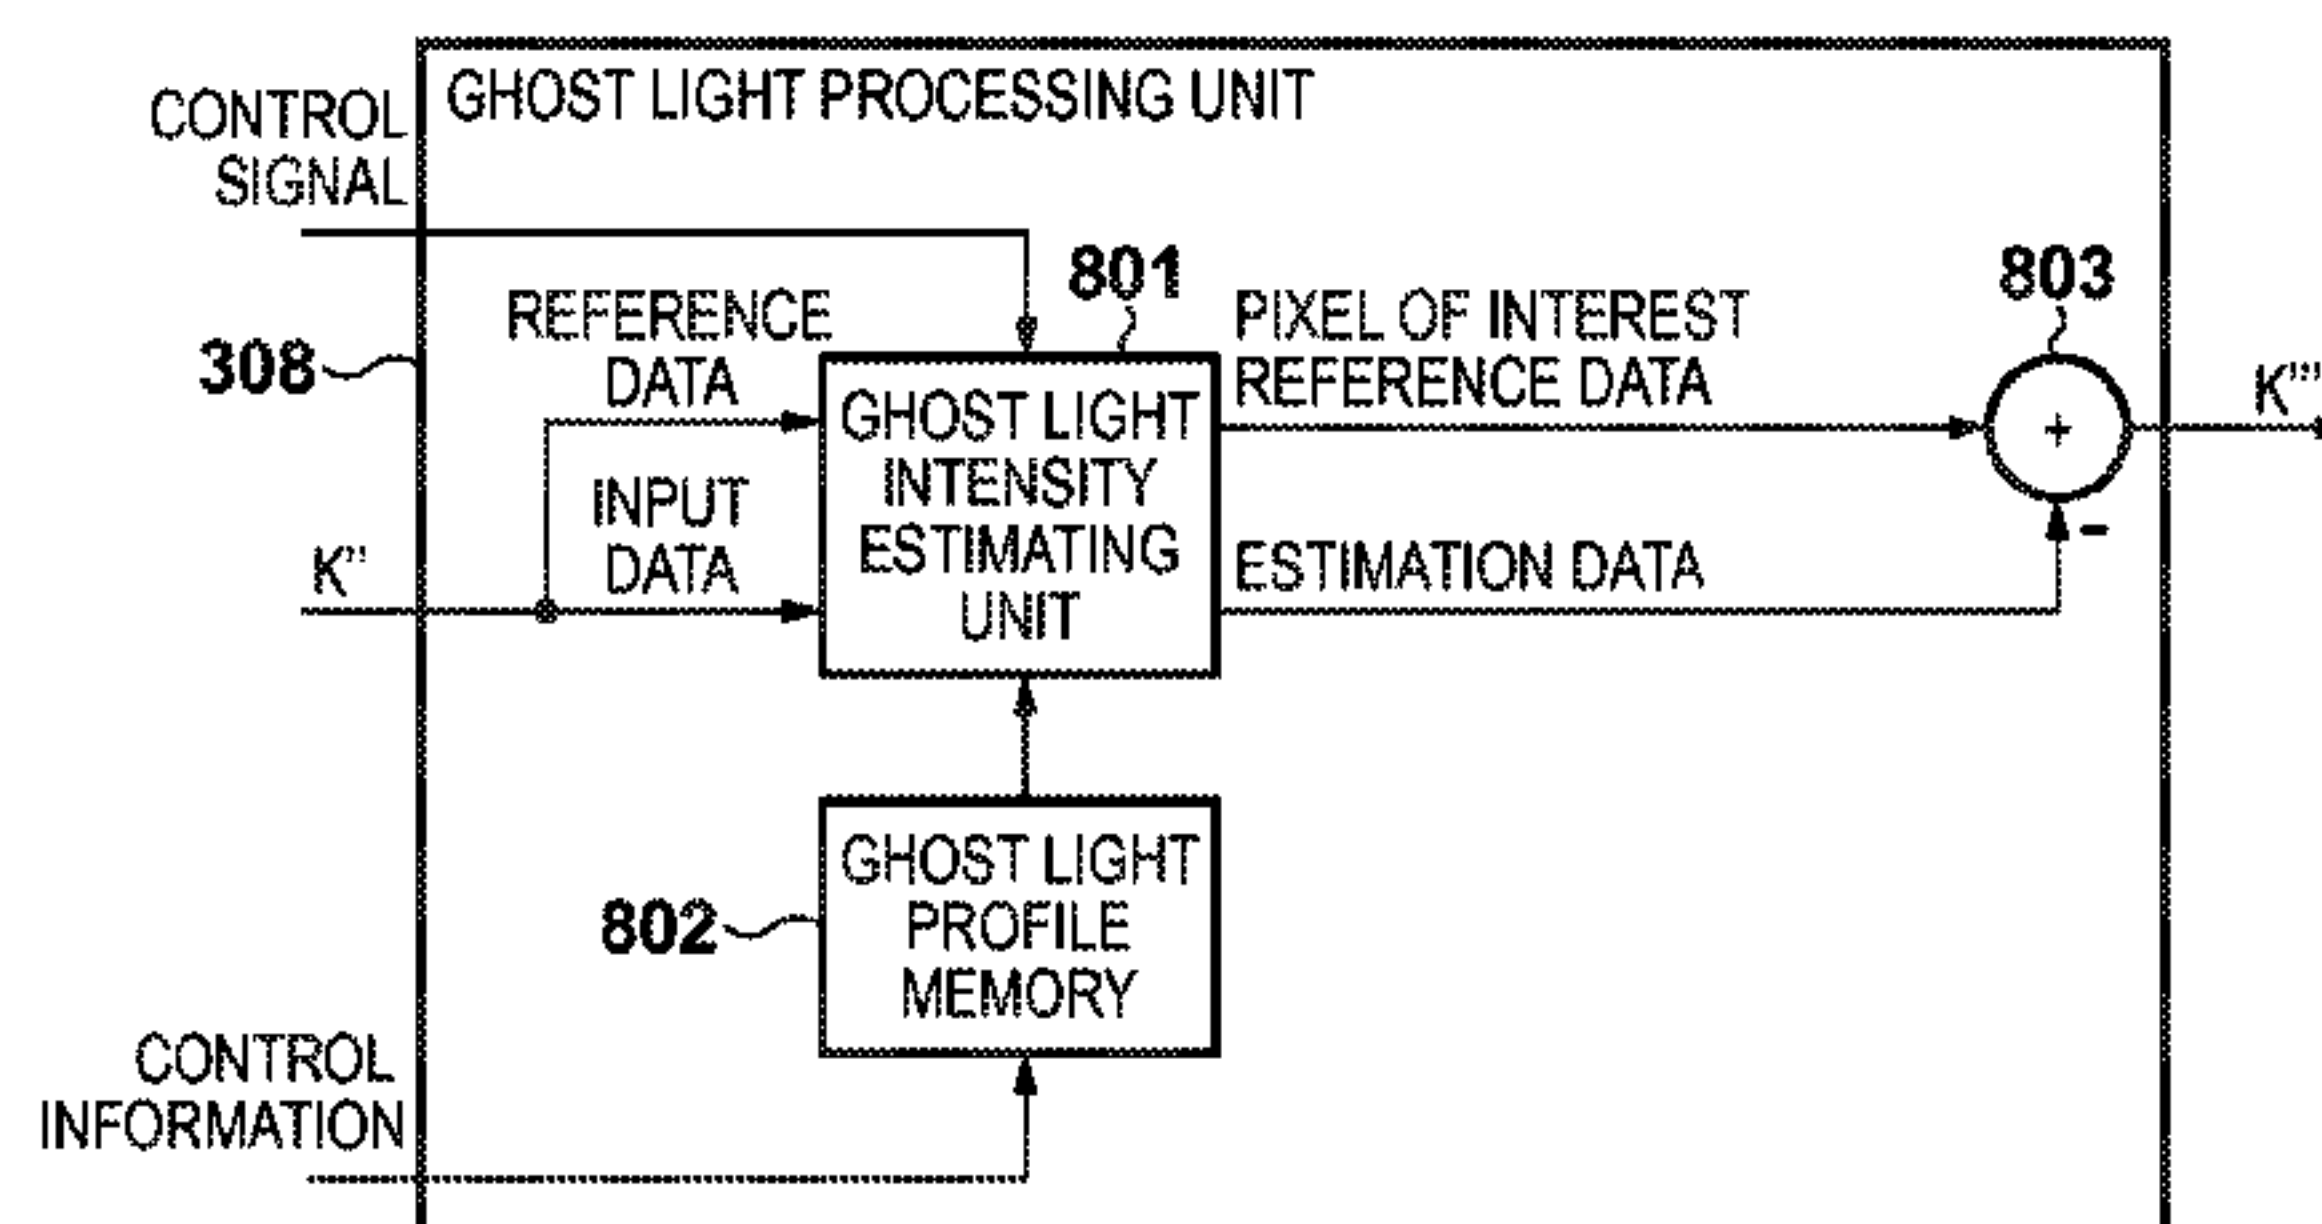 GHOST LIGHT PROCESSING UNIT
CONTROL
SIGNAL
801
803
308
REFERENCE
DATA
PIXEL OF INTEREST
REFERENCE DATA
K'''
GHOST LIGHT
INTENSITY
ESTIMATING
UNIT
+
INPUT
DATA
K''
ESTIMATION DATA
-
GHOST LIGHT
PROFILE
MEMORY
802
CONTROL
INFORMATION